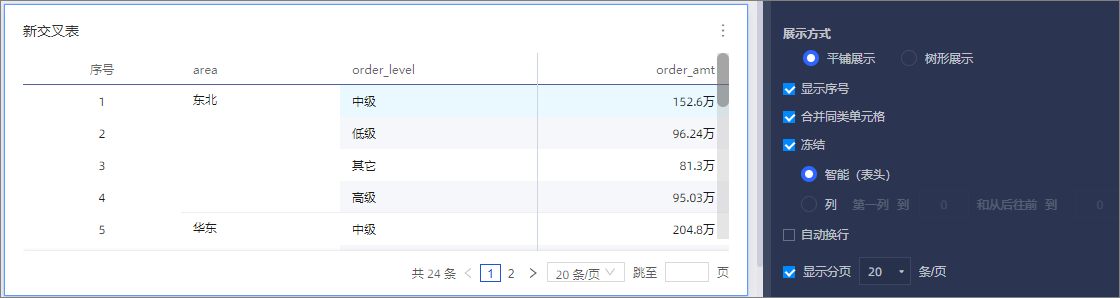 新交叉表
序号 area order_level order_amt
1 东北 中级 152.6万
2 低级 96.24万
3 其它 81.3万
4 高级 95.03万
5 华东 中级 204.8万
共 24 条 1 2 20 条/页 跳至 页
展示方式
平铺展示 树形展示
显示序号
合并同类单元格
冻结
智能（表头）
列 第一列 到 0 和从后往前 到 0
自动换行
显示分页 20 条/页